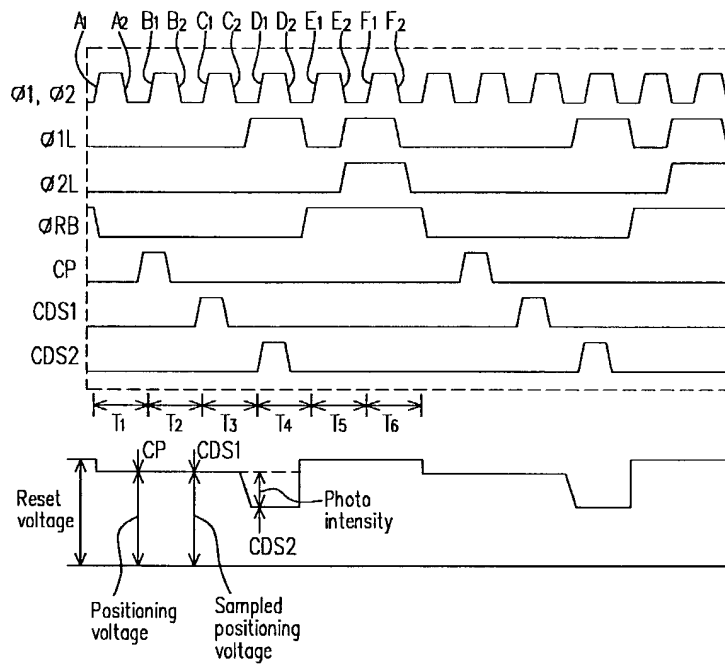 A1 A2 B1 B2 C1 C2 D1 D2 E1 E2 F1 F2
ø1, ø2
ø1L
ø2L
øRB
CP
CDS1
CDS2
T1 T2 T3 T4 T5 T6
CP CDS1
Reset voltage
Photo intensity
CDS2
Positioning voltage
Sampled positioning voltage